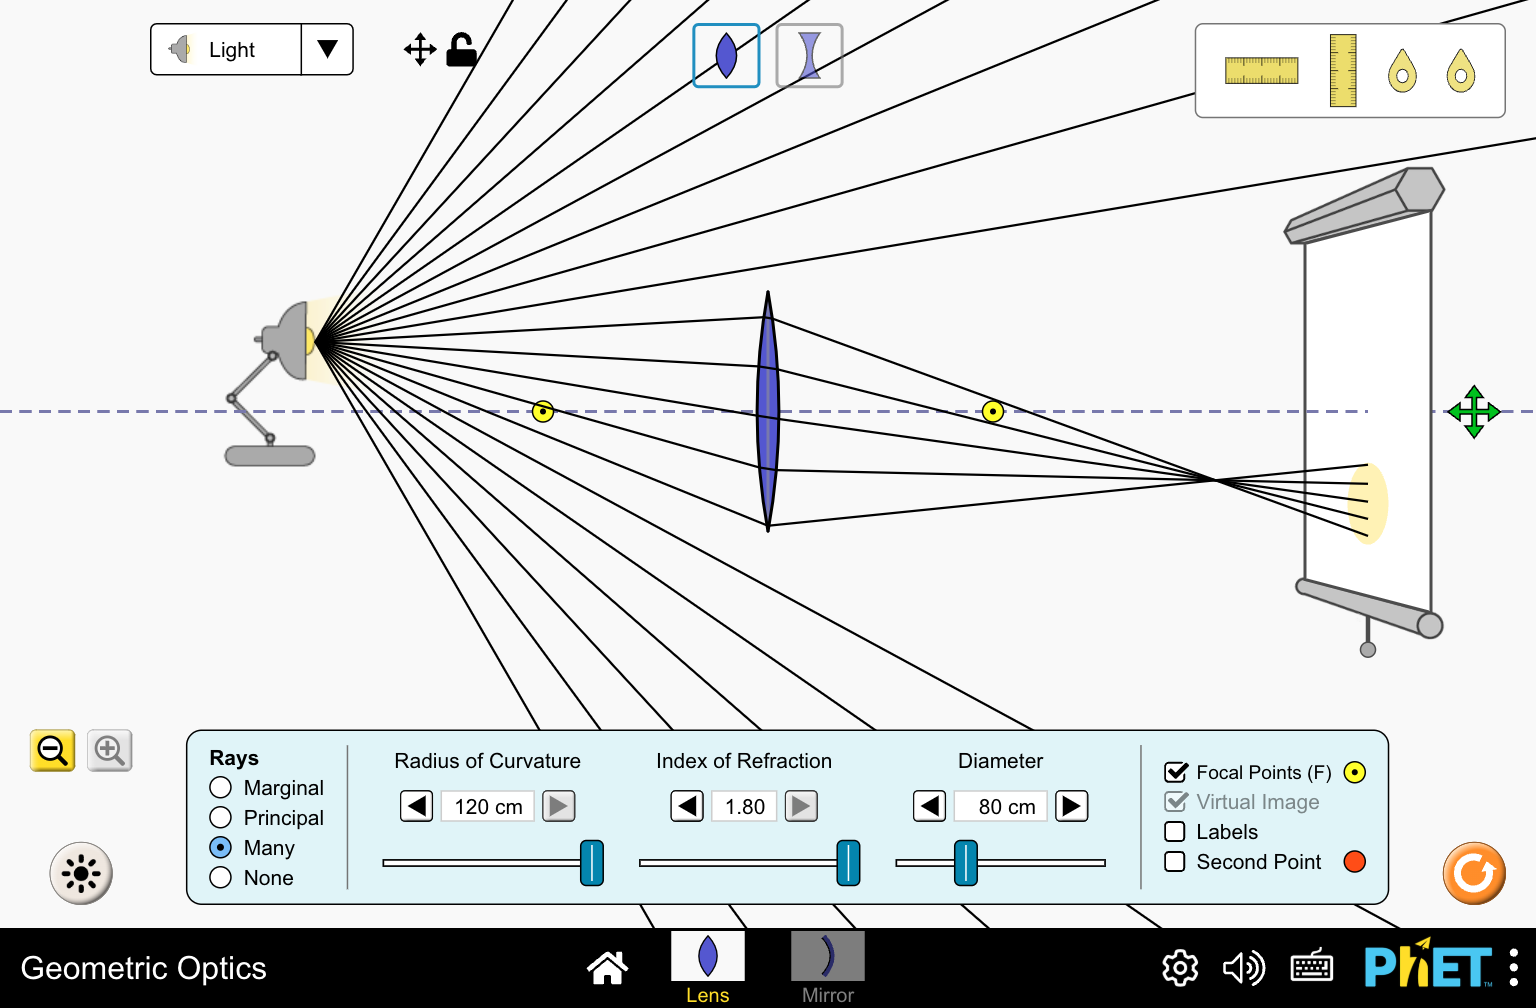 Light
Rays
Marginal
Principal
Many
None
Radius of Curvature
120 cm
Index of Refraction
1.80
Diameter
80 cm
Focal Points (F)
Virtual Image
Labels
Second Point
Geometric Optics
Lens
Mirror
PhET™